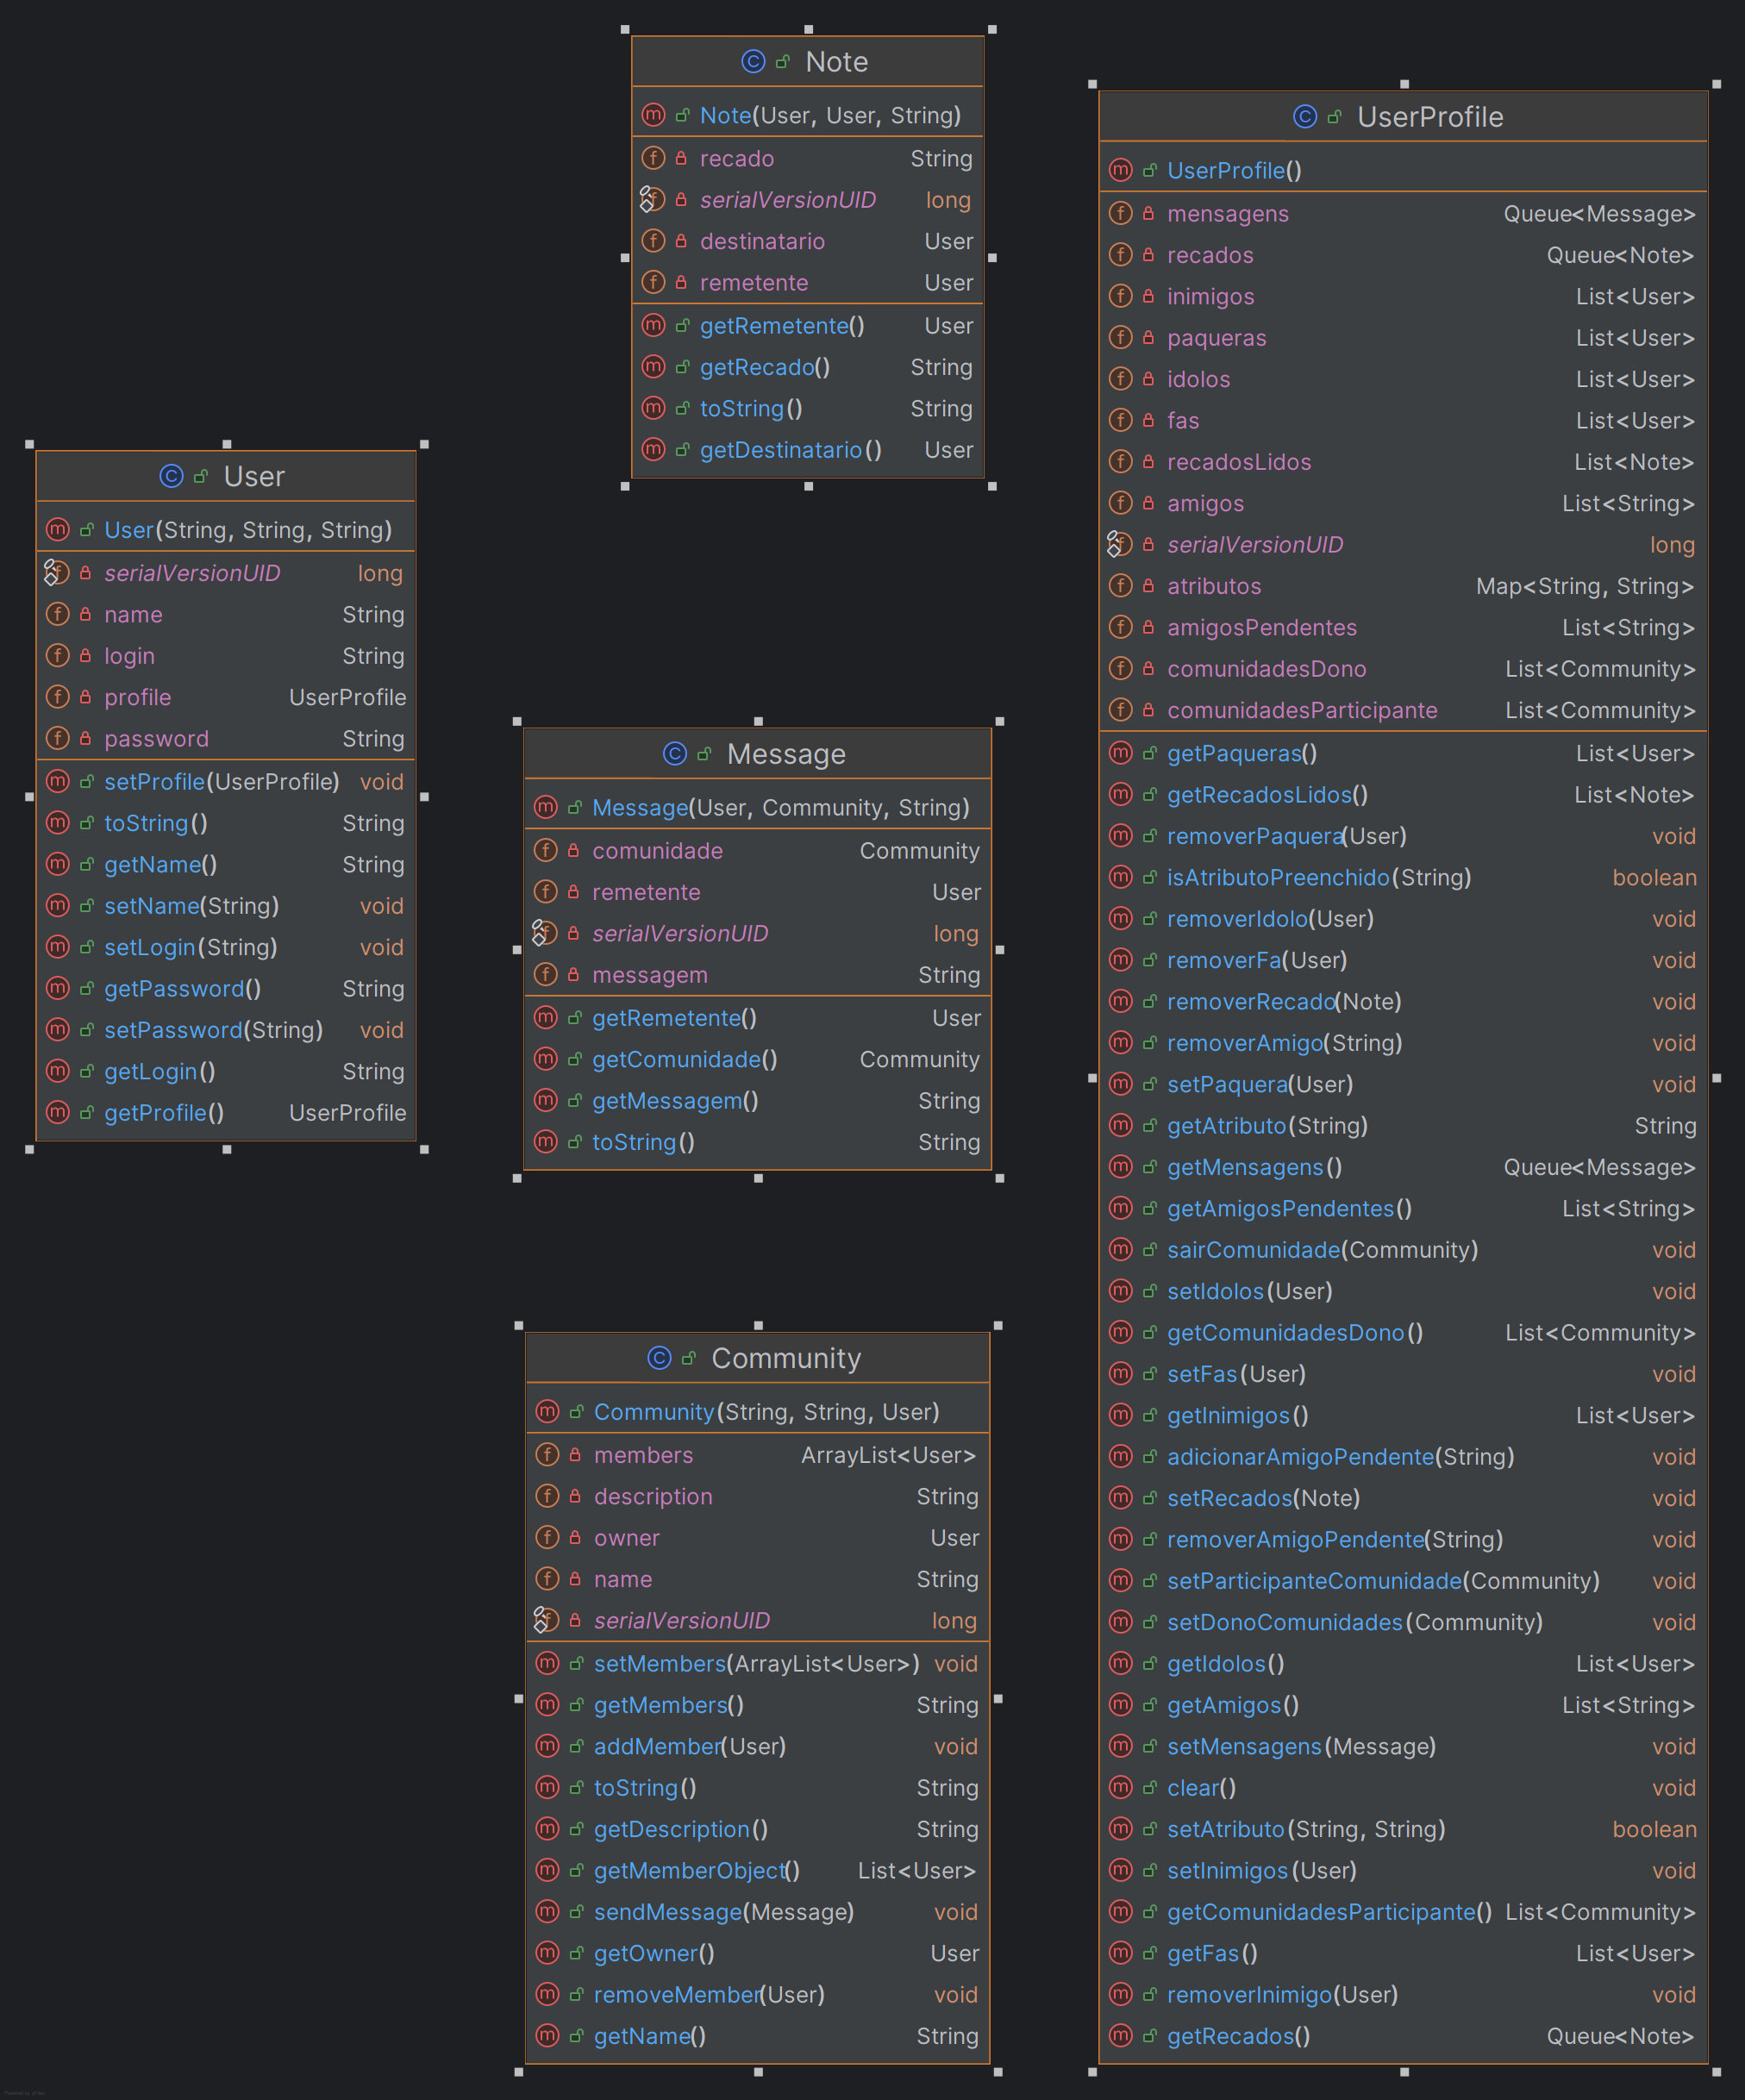 Note
Note(User, User, String)
recado String
serialVersionUID long
destinatario User
remetente User
getRemetente() User
getRecado() String
toString() String
getDestinatario() User
User
User(String, String, String)
serialVersionUID long
name String
login String
profile UserProfile
password String
setProfile(UserProfile) void
toString() String
getName() String
setName(String) void
setLogin(String) void
getPassword() String
setPassword(String) void
getLogin() String
getProfile() UserProfile
Message
Message(User, Community, String)
comunidade Community
remetente User
serialVersionUID long
messagem String
getRemetente() User
getComunidade() Community
getMessagem() String
toString() String
Community
Community(String, String, User)
members ArrayList<User>
description String
owner User
name String
serialVersionUID long
setMembers(ArrayList<User>) void
getMembers() String
addMember(User) void
toString() String
getDescription() String
getMemberObject() List<User>
sendMessage(Message) void
getOwner() User
removeMember(User) void
getName() String
UserProfile
UserProfile()
mensagens Queue<Message>
recados Queue<Note>
inimigos List<User>
paqueras List<User>
idolos List<User>
fas List<User>
recadosLidos List<Note>
amigos List<String>
serialVersionUID long
atributos Map<String, String>
amigosPendentes List<String>
comunidadesDono List<Community>
comunidadesParticipante List<Community>
getPaqueras() List<User>
getRecadosLidos() List<Note>
removerPaquera(User) void
isAtributoPreenchido(String) boolean
removerIdolo(User) void
removerFa(User) void
removerRecado(Note) void
removerAmigo(String) void
setPaquera(User) void
getAtributo(String) String
getMensagens() Queue<Message>
getAmigosPendentes() List<String>
sairComunidade(Community) void
setIdolos(User) void
getComunidadesDono() List<Community>
setFas(User) void
getInimigos() List<User>
adicionarAmigoPendente(String) void
setRecados(Note) void
removerAmigoPendente(String) void
setParticipanteComunidade(Community) void
setDonoComunidades(Community) void
getIdolos() List<User>
getAmigos() List<String>
setMensagens(Message) void
clear() void
setAtributo(String, String) boolean
setInimigos(User) void
getComunidadesParticipante() List<Community>
getFas() List<User>
removerInimigo(User) void
getRecados() Queue<Note>